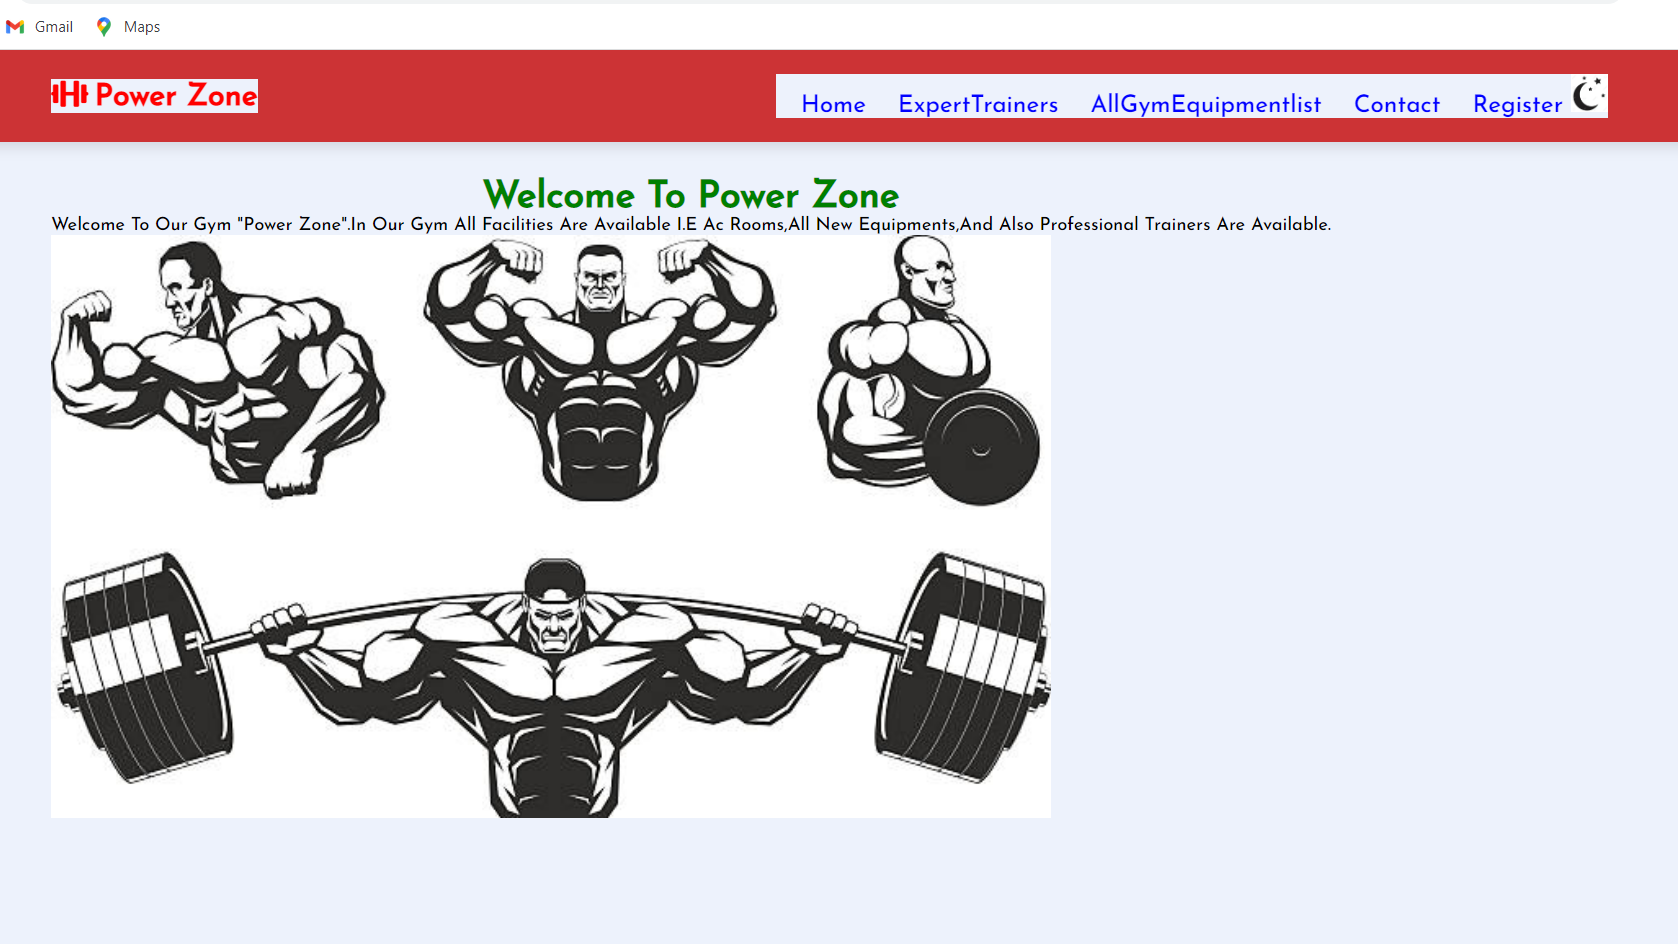 Gmail Maps
Power Zone
Home ExpertTrainers AllGymEquipmentlist Contact Register
Welcome To Power Zone
Welcome To Our Gym "Power Zone".In Our Gym All Facilities Are Available I.E Ac Rooms,All New Equipments,And Also Professional Trainers Are Available.